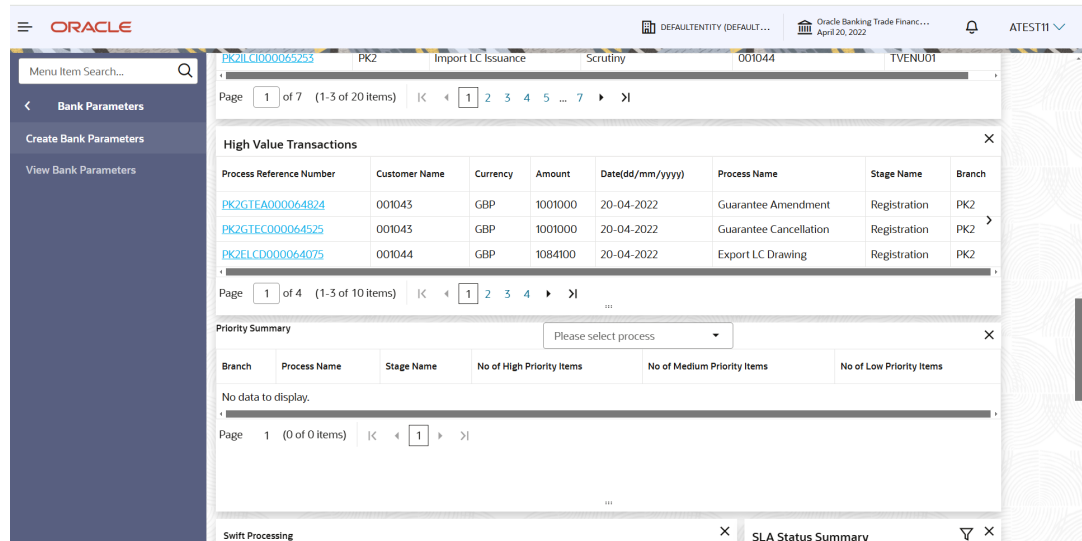 ORACLE
DEFAULTENTITY (DEFAULT...
Oracle Banking Trade Financ...
April 20, 2022
ATEST11
Menu Item Search...
Bank Parameters
Create Bank Parameters
View Bank Parameters
PK2ILCI000065253 PK2 Import LC Issuance Scrutiny 001044 TVENU01
Page 1 of 7 (1-3 of 20 items) 1 2 3 4 5 ... 7
High Value Transactions
Process Reference Number Customer Name Currency Amount Date(dd/mm/yyyy) Process Name Stage Name Branch
PK2GTEA000064824 001043 GBP 1001000 20-04-2022 Guarantee Amendment Registration PK2
PK2GTEC000064525 001043 GBP 1001000 20-04-2022 Guarantee Cancellation Registration PK2
PK2ELCD000064075 001044 GBP 1084100 20-04-2022 Export LC Drawing Registration PK2
Page 1 of 4 (1-3 of 10 items) 1 2 3 4
Priority Summary Please select process
Branch Process Name Stage Name No of High Priority Items No of Medium Priority Items No of Low Priority Items
No data to display.
Page 1 (0 of 0 items) 1
Swift Processing SLA Status Summary